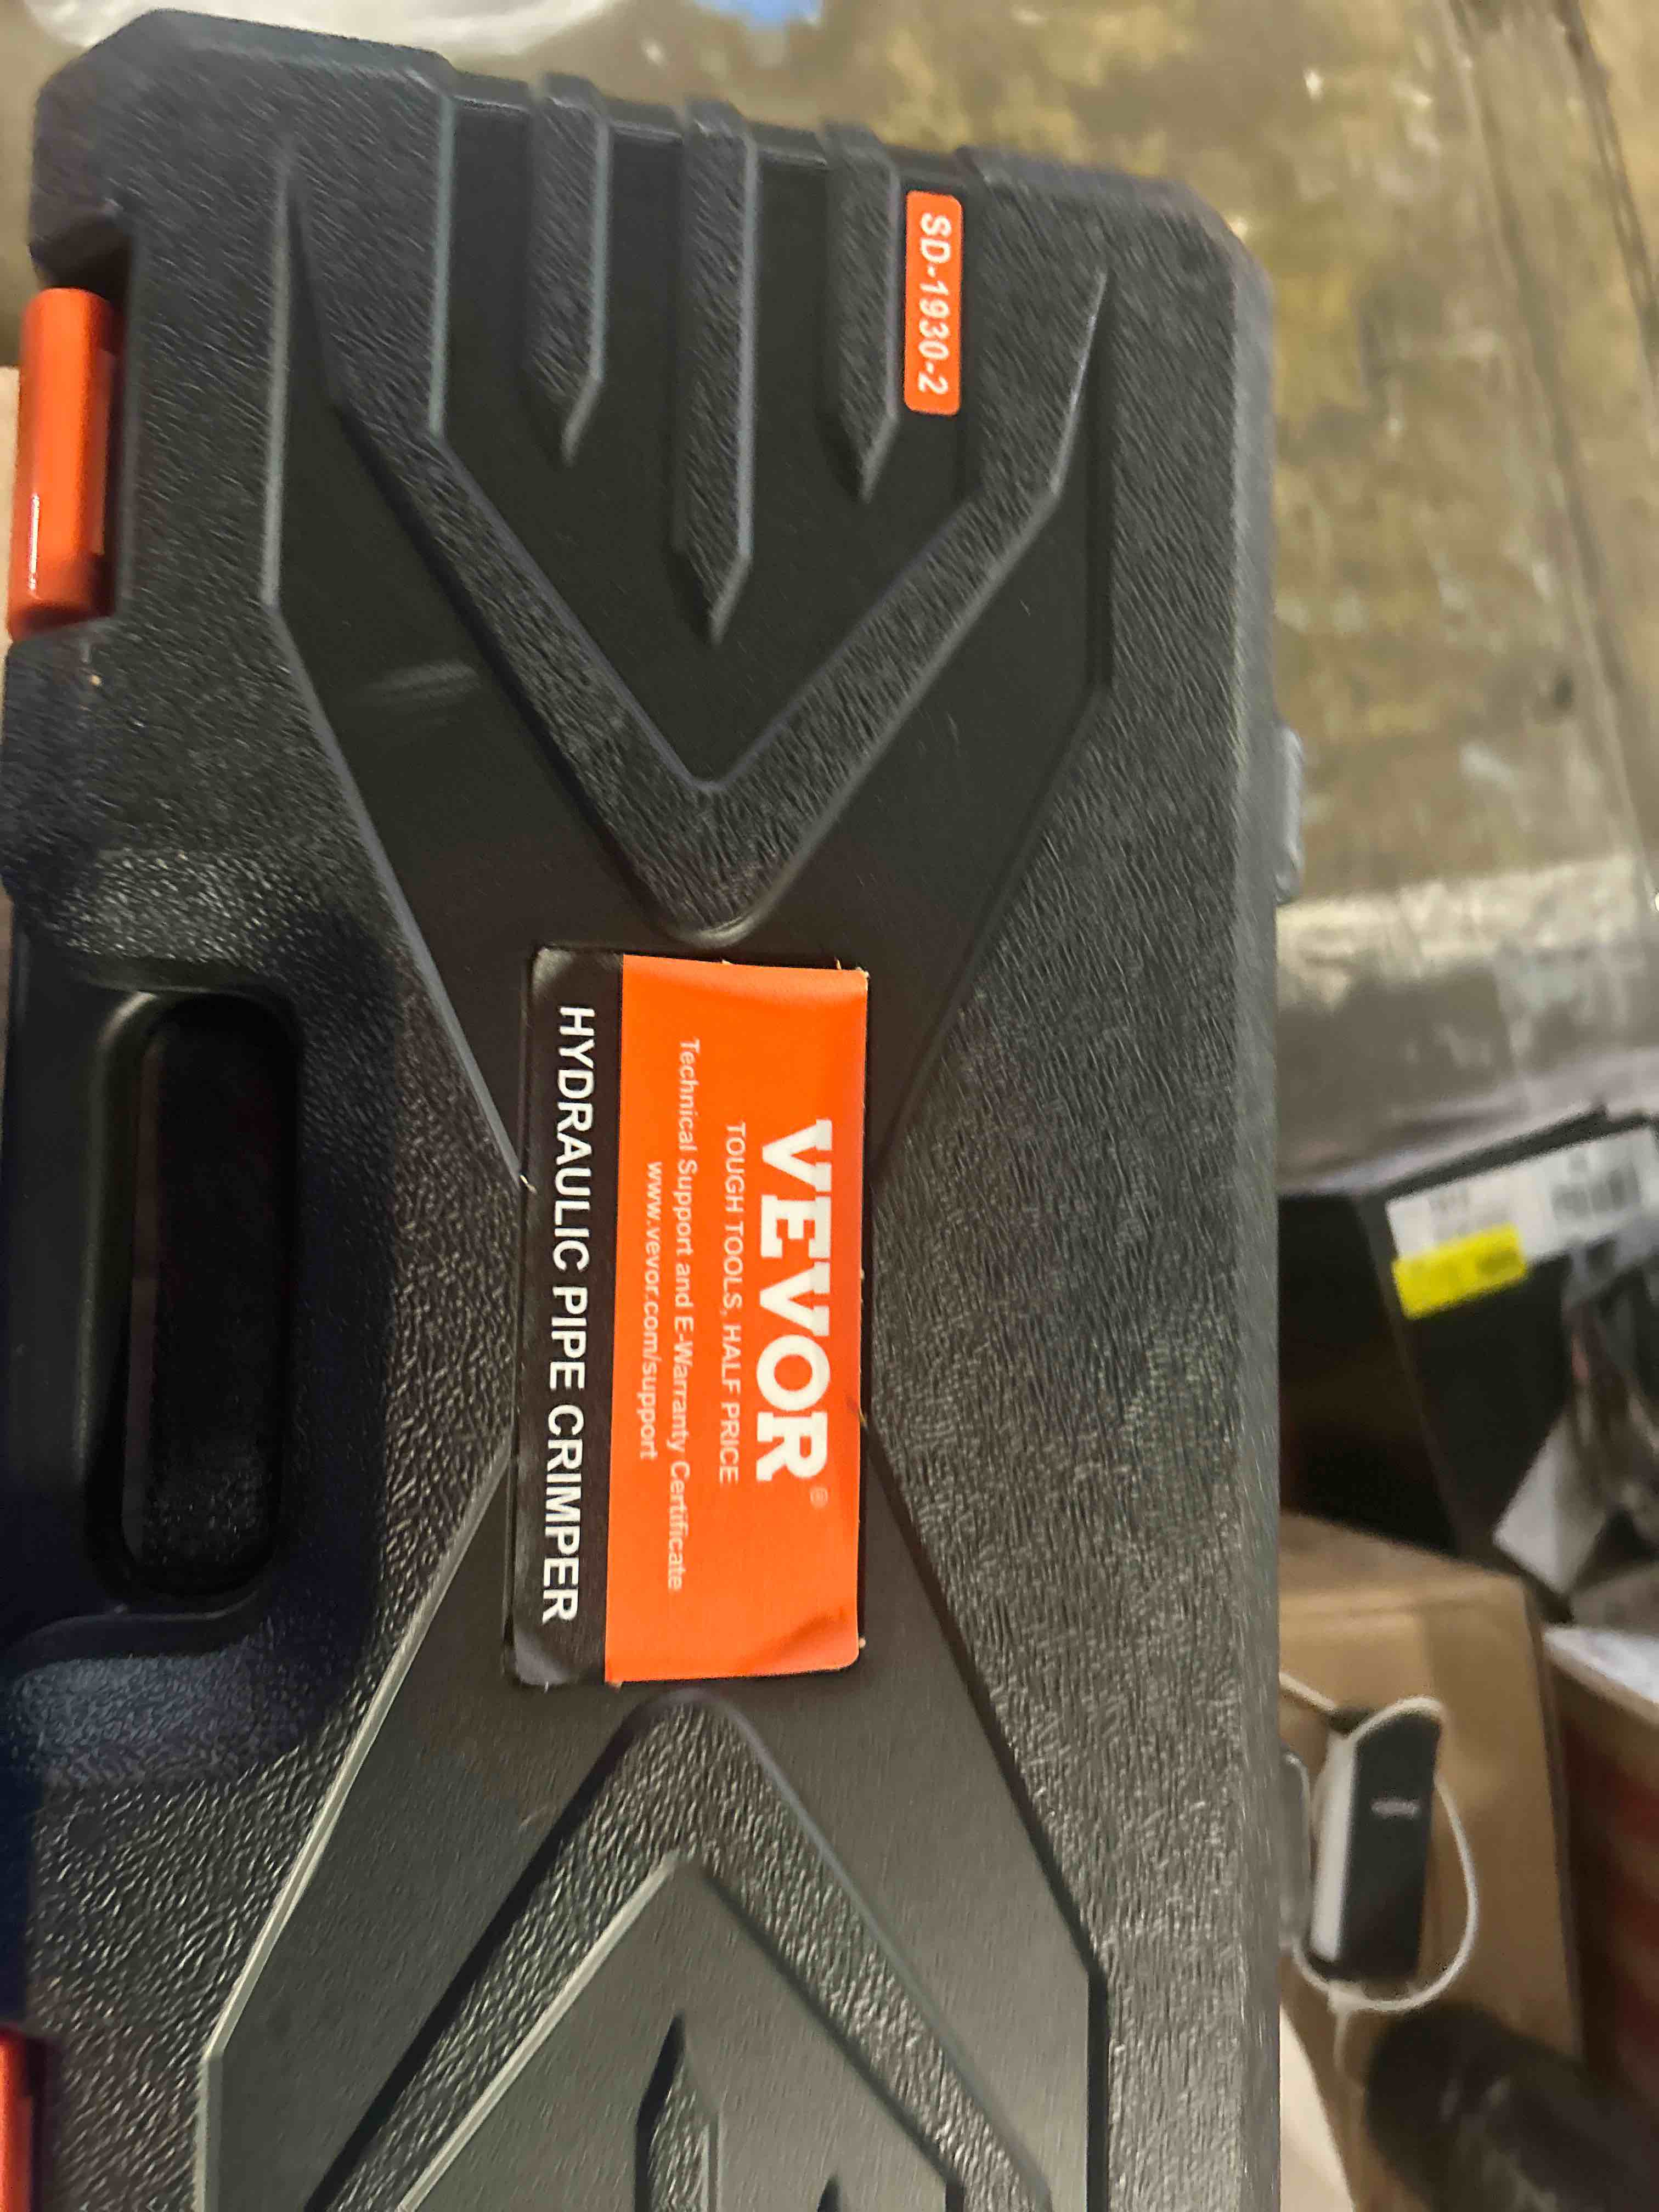 SD-1930-2
VEVOR®
TOUGH TOOLS, HALF PRICE
Technical Support and E-Warranty Certificate
www.vevor.com/support
HYDRAULIC PIPE CRIMPER